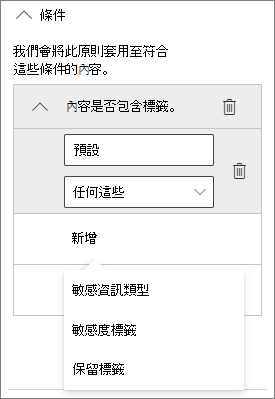 條件
我們會將此原則套用至符合
這些條件的內容。
內容是否包含標籤。
預設
任何這些
新增
敏感資訊類型
敏感度標籤
保留標籤